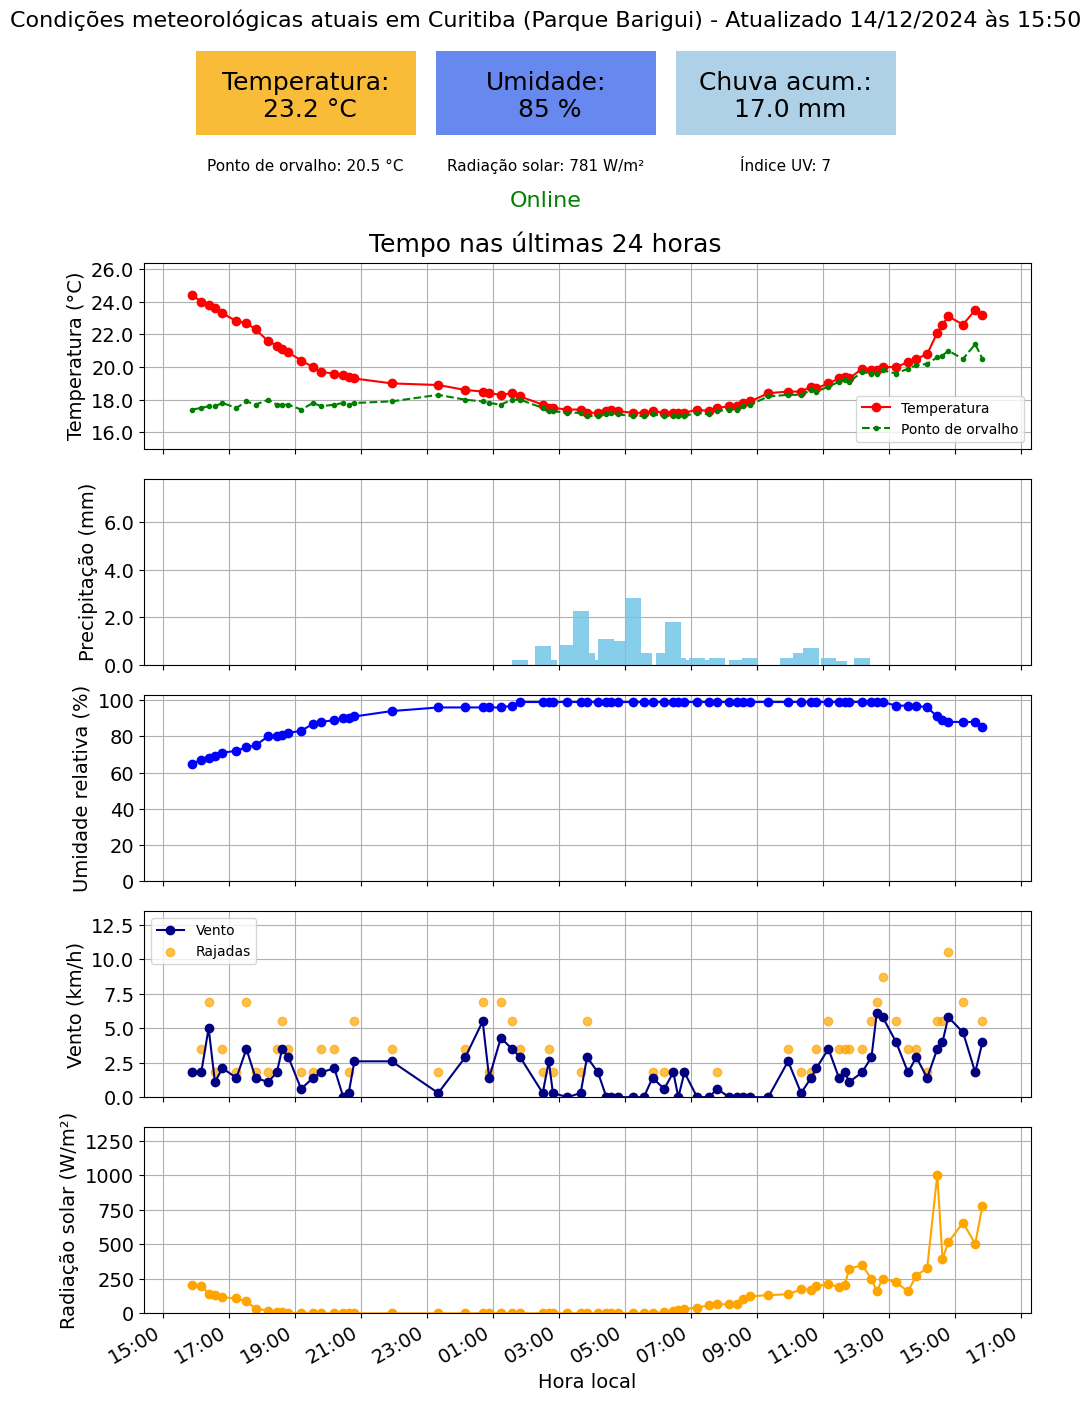 Condições meteorológicas atuais em Curitiba (Parque Barigui) - Atualizado 14/12/2024 às 15:50
Temperatura:
23.2 °C
Umidade:
85 %
Chuva acum.:
17.0 mm
Ponto de orvalho: 20.5 °C
Radiação solar: 781 W/m²
Índice UV: 7
Online
Tempo nas últimas 24 horas
Temperatura (°C)
26.0
24.0
22.0
20.0
18.0
16.0
Temperatura
Ponto de orvalho
Precipitação (mm)
6.0
4.0
2.0
0.0
Umidade relativa (%)
100
80
60
40
20
0
Vento (km/h)
12.5
10.0
7.5
5.0
2.5
0.0
Vento
Rajadas
Radiação solar (W/m²)
1250
1000
750
500
250
0
15:00 17:00 19:00 21:00 23:00 01:00 03:00 05:00 07:00 09:00 11:00 13:00 15:00 17:00
Hora local